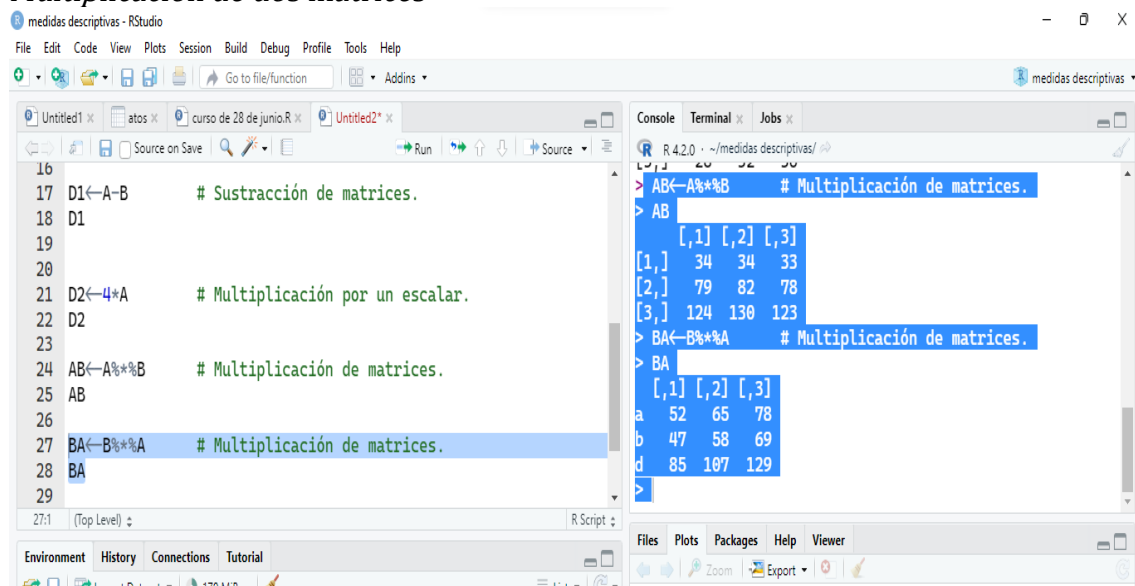 Multiplicación de dos matrices
medidas descriptivas - RStudio
File Edit Code View Plots Session Build Debug Profile Tools Help
Go to file/function Addins medidas descriptivas
Untitled1 atos curso de 28 de junio.R Untitled2*
Source on Save Run Source
16
17 D1←A-B # Sustracción de matrices.
18 D1
19
20
21 D2←4*A # Multiplicación por un escalar.
22 D2
23
24 AB←A%*%B # Multiplicación de matrices.
25 AB
26
27 BA←B%*%A # Multiplicación de matrices.
28 BA
29
27:1 (Top Level) R Script
Environment History Connections Tutorial
Console Terminal Jobs
R 4.2.0 · ~/medidas descriptivas/
> AB←A%*%B # Multiplicación de matrices.
> AB
[,1] [,2] [,3]
[1,] 34 34 33
[2,] 79 82 78
[3,] 124 130 123
> BA←B%*%A # Multiplicación de matrices.
> BA
[,1] [,2] [,3]
a 52 65 78
b 47 58 69
d 85 107 129
>
Files Plots Packages Help Viewer
Zoom Export